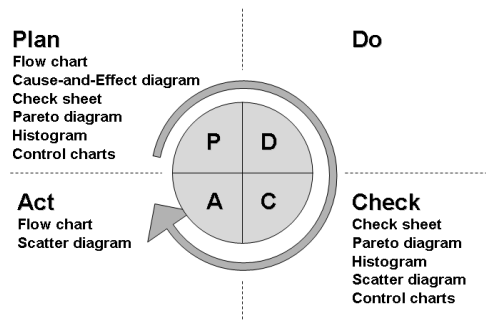 Plan
Flow chart
Cause-and-Effect diagram
Check sheet
Pareto diagram
Histogram
Control charts
Do
P
D
A
C
Act
Flow chart
Scatter diagram
Check
Check sheet
Pareto diagram
Histogram
Scatter diagram
Control charts